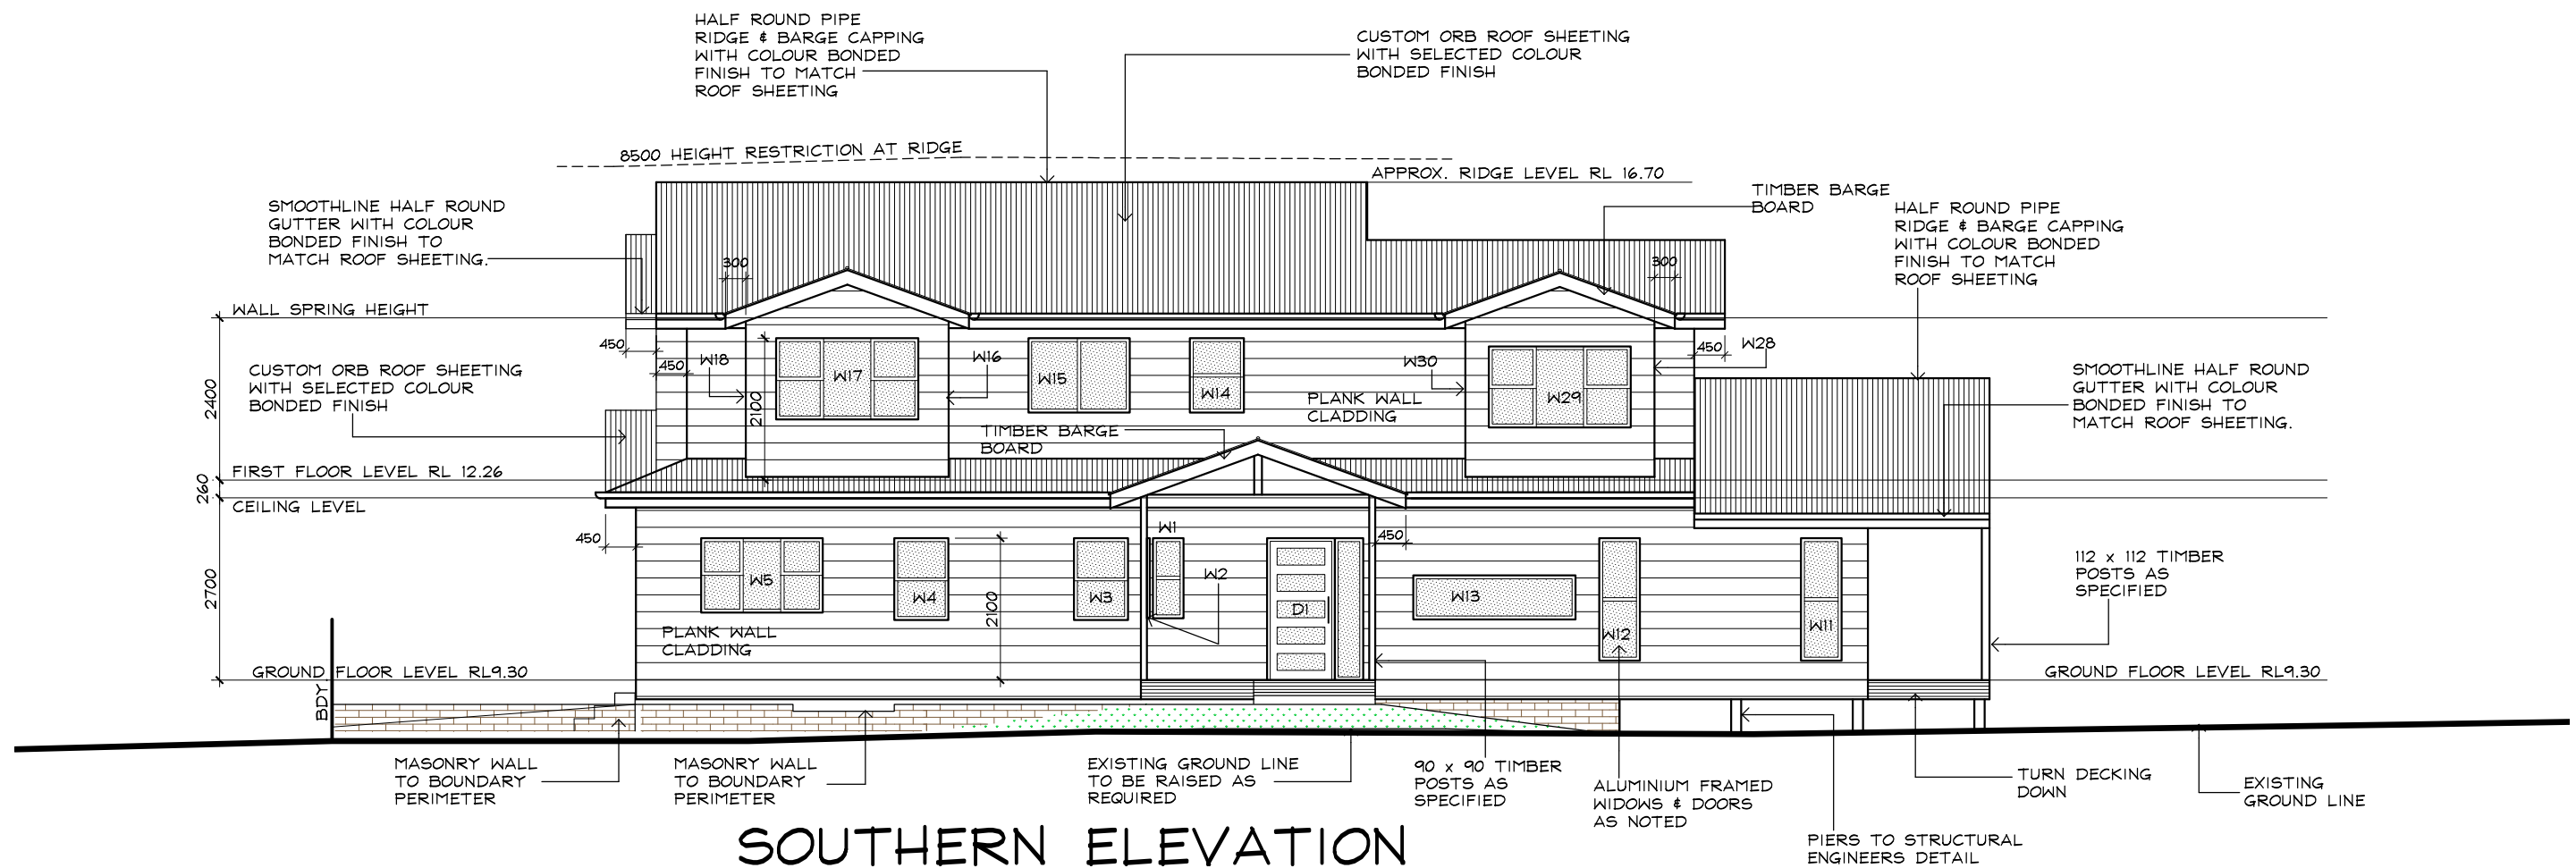 HALF ROUND PIPE
RIDGE & BARGE CAPPING
WITH COLOUR BONDED
FINISH TO MATCH
ROOF SHEETING
CUSTOM ORB ROOF SHEETING
WITH SELECTED COLOUR
BONDED FINISH
8500 HEIGHT RESTRICTION AT RIDGE
APPROX. RIDGE LEVEL RL 16.70
TIMBER BARGE
BOARD
SMOOTHLINE HALF ROUND
GUTTER WITH COLOUR
BONDED FINISH TO
MATCH ROOF SHEETING.
HALF ROUND PIPE
RIDGE & BARGE CAPPING
WITH COLOUR BONDED
FINISH TO MATCH
ROOF SHEETING
300
300
WALL SPRING HEIGHT
450
450
W18
W17
W16
W15
W14
W30
W29
W28
450
2400
2100
CUSTOM ORB ROOF SHEETING
WITH SELECTED COLOUR
BONDED FINISH
PLANK WALL
CLADDING
TIMBER BARGE
BOARD
SMOOTHLINE HALF ROUND
GUTTER WITH COLOUR
BONDED FINISH TO
MATCH ROOF SHEETING.
FIRST FLOOR LEVEL RL 12.26
260
CEILING LEVEL
450
450
W1
W2
W5
W4
W3
2100
D1
W13
W12
W11
2700
PLANK WALL
CLADDING
112 x 112 TIMBER
POSTS AS
SPECIFIED
GROUND FLOOR LEVEL RL9.30
GROUND FLOOR LEVEL RL9.30
BDY
MASONRY WALL
TO BOUNDARY
PERIMETER
MASONRY WALL
TO BOUNDARY
PERIMETER
EXISTING GROUND LINE
TO BE RAISED AS
REQUIRED
90 x 90 TIMBER
POSTS AS
SPECIFIED
ALUMINIUM FRAMED
WIDOWS & DOORS
AS NOTED
TURN DECKING
DOWN
EXISTING
GROUND LINE
PIERS TO STRUCTURAL
ENGINEERS DETAIL
SOUTHERN ELEVATION